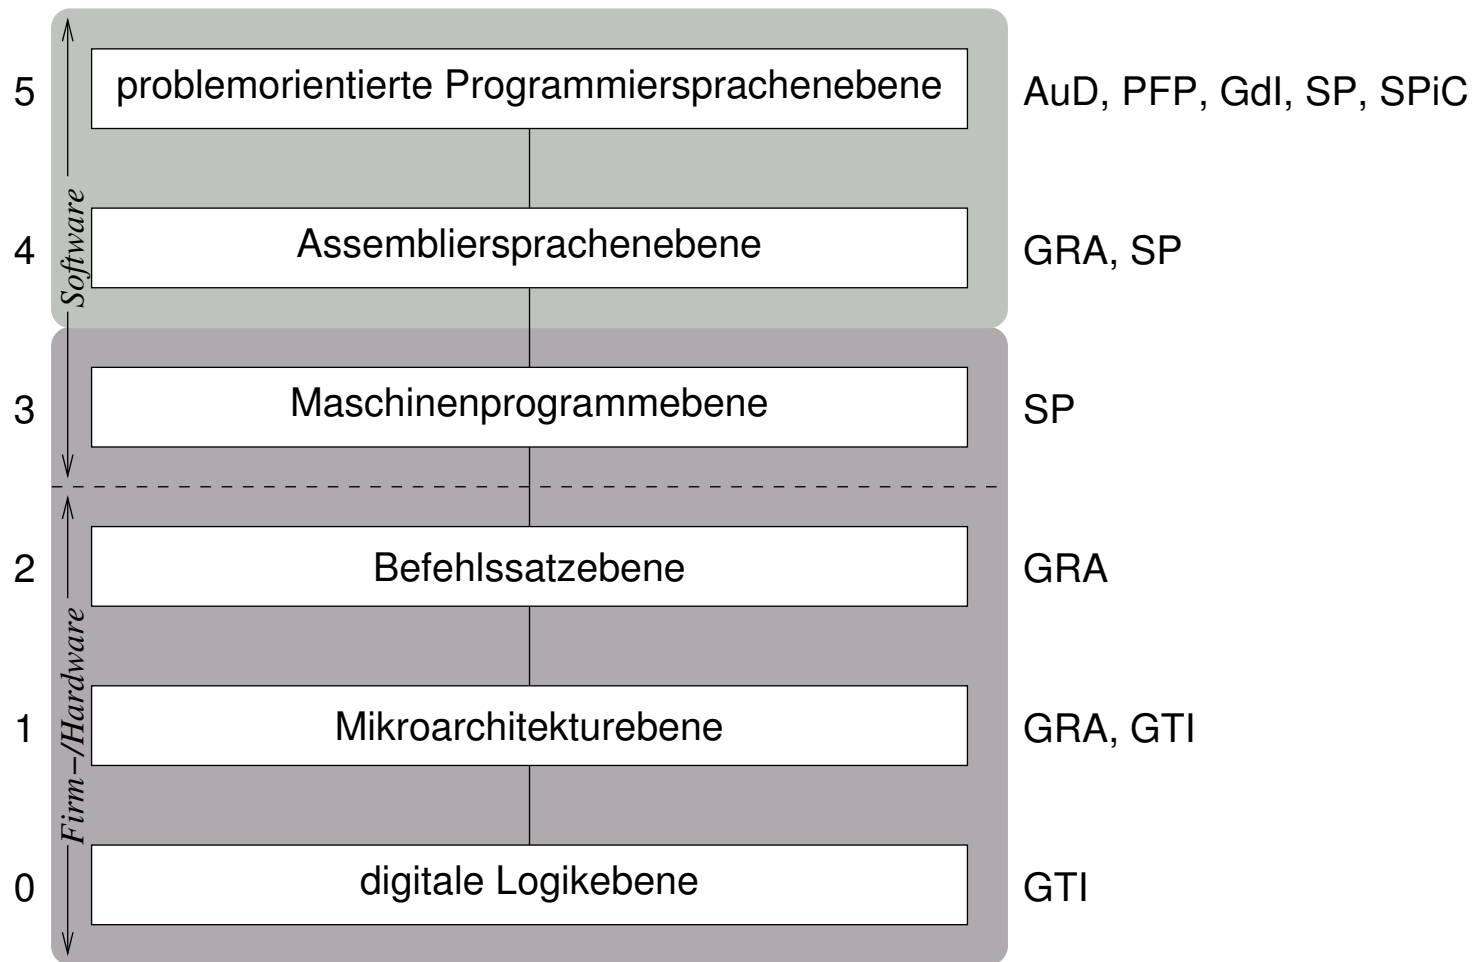 5 problemorientierte Programmiersprachenebene AuD, PFP, GdI, SP, SPiC
4 Assembliersprachenebene GRA, SP
Software
3 Maschinenprogrammebene SP
2 Befehlssatzebene GRA
1 Mikroarchitekturebene GRA, GTI
Firm-/Hardware
0 digitale Logikebene GTI